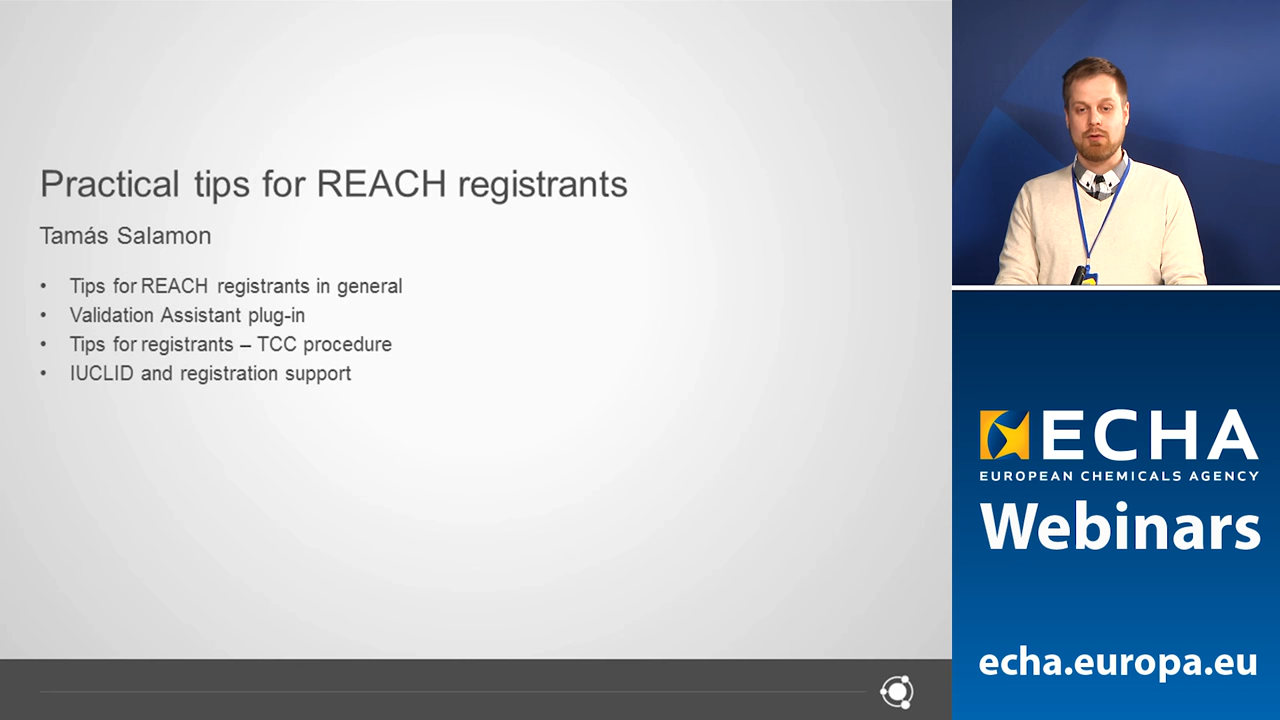 Practical tips for REACH registrants
Tamás Salamon
• Tips for REACH registrants in general
• Validation Assistant plug-in
• Tips for registrants – TCC procedure
• IUCLID and registration support
ECHA
EUROPEAN CHEMICALS AGENCY
Webinars
echa.europa.eu